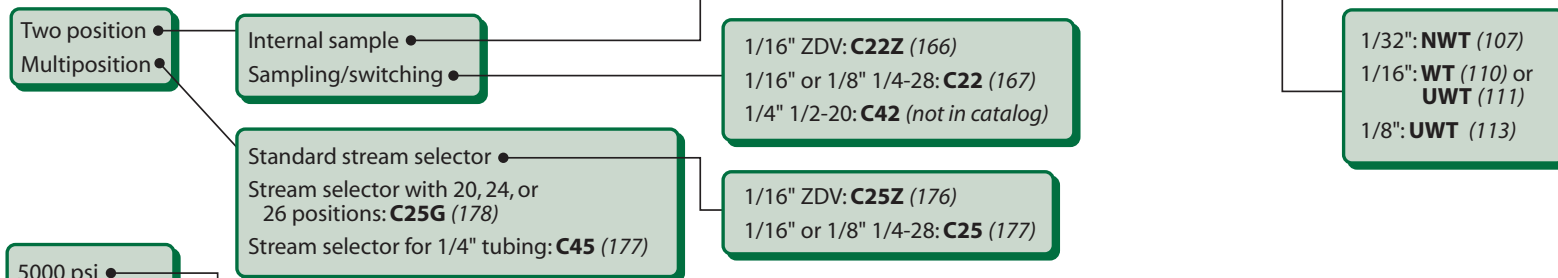 Two position
Multiposition
Internal sample
Sampling/switching
1/16" ZDV: C22Z (166)
1/16" or 1/8" 1/4-28: C22 (167)
1/4" 1/2-20: C42 (not in catalog)
1/32": NWT (107)
1/16": WT (110) or
UWT (111)
1/8": UWT (113)
Standard stream selector
Stream selector with 20, 24, or
26 positions: C25G (178)
Stream selector for 1/4" tubing: C45 (177)
1/16" ZDV: C25Z (176)
1/16" or 1/8" 1/4-28: C25 (177)
5000 psi